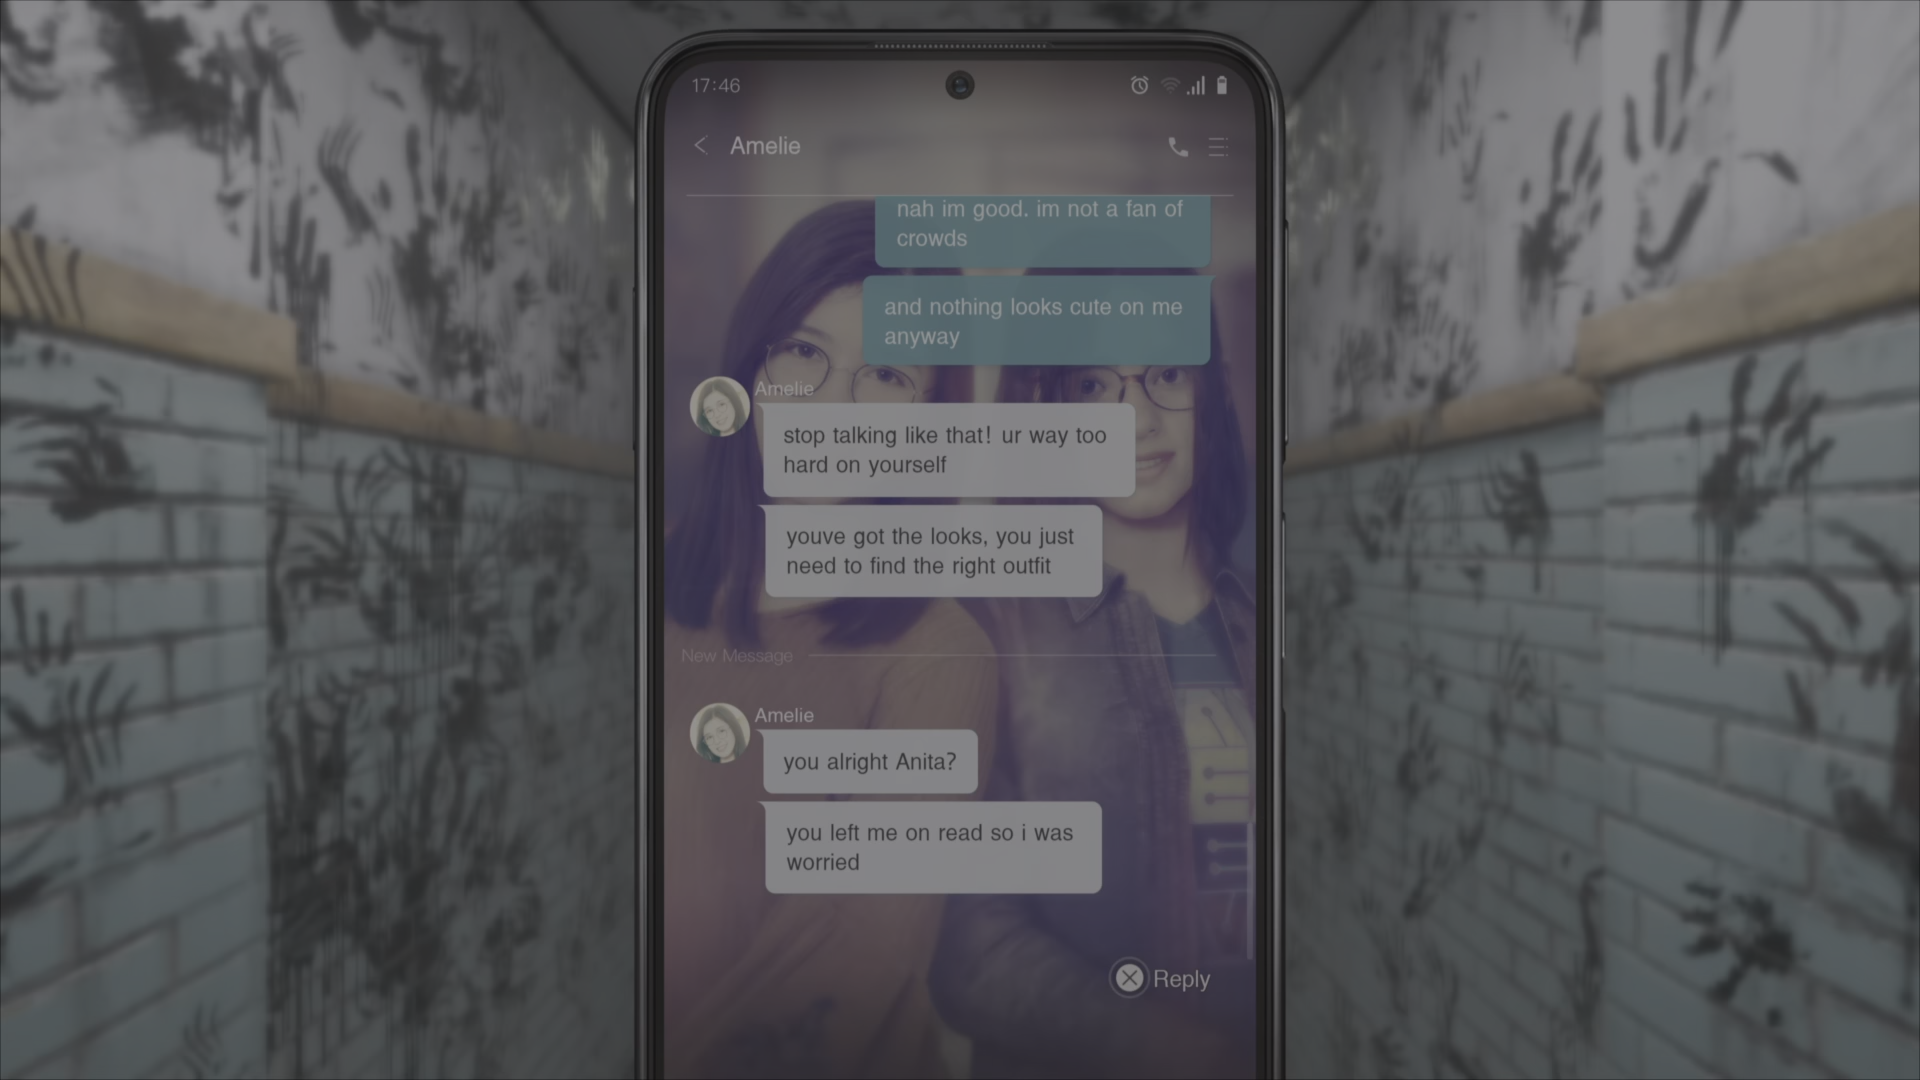 17:46
Amelie
nah im good. im not a fan of
crowds
and nothing looks cute on me
anyway
Amelie
stop talking like that! ur way too
hard on yourself
youve got the looks, you just
need to find the right outfit
New Message
Amelie
you alright Anita?
you left me on read so i was
worried
Reply